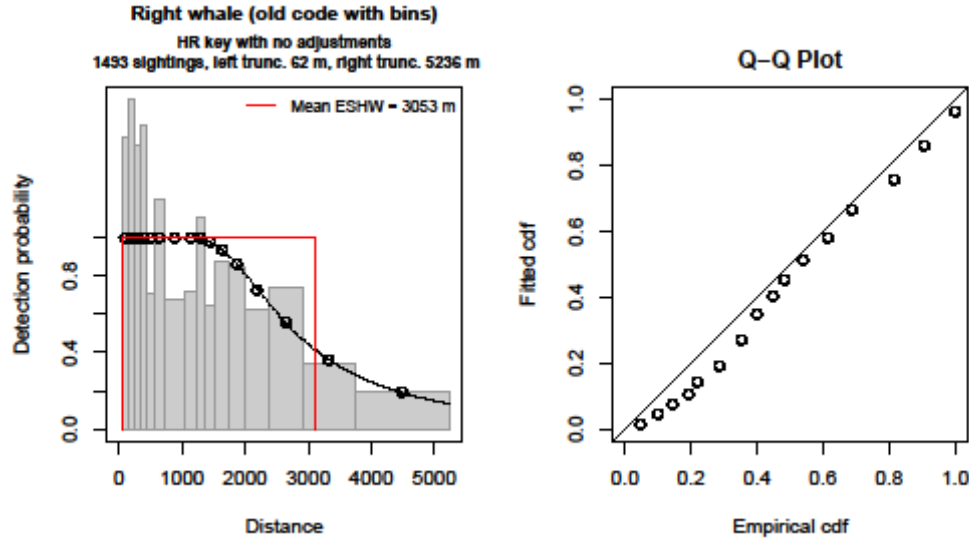 Right whale (old code with bins)
HR key with no adjustments
1493 sightings, left trunc. 62 m, right trunc. 5236 m
Mean ESHW = 3053 m
Detection probability
0.0 0.4 0.8
0 1000 2000 3000 4000 5000
Distance
Q−Q Plot
Fitted cdf
0.0 0.2 0.4 0.6 0.8 1.0
0.0 0.2 0.4 0.6 0.8 1.0
Empirical cdf